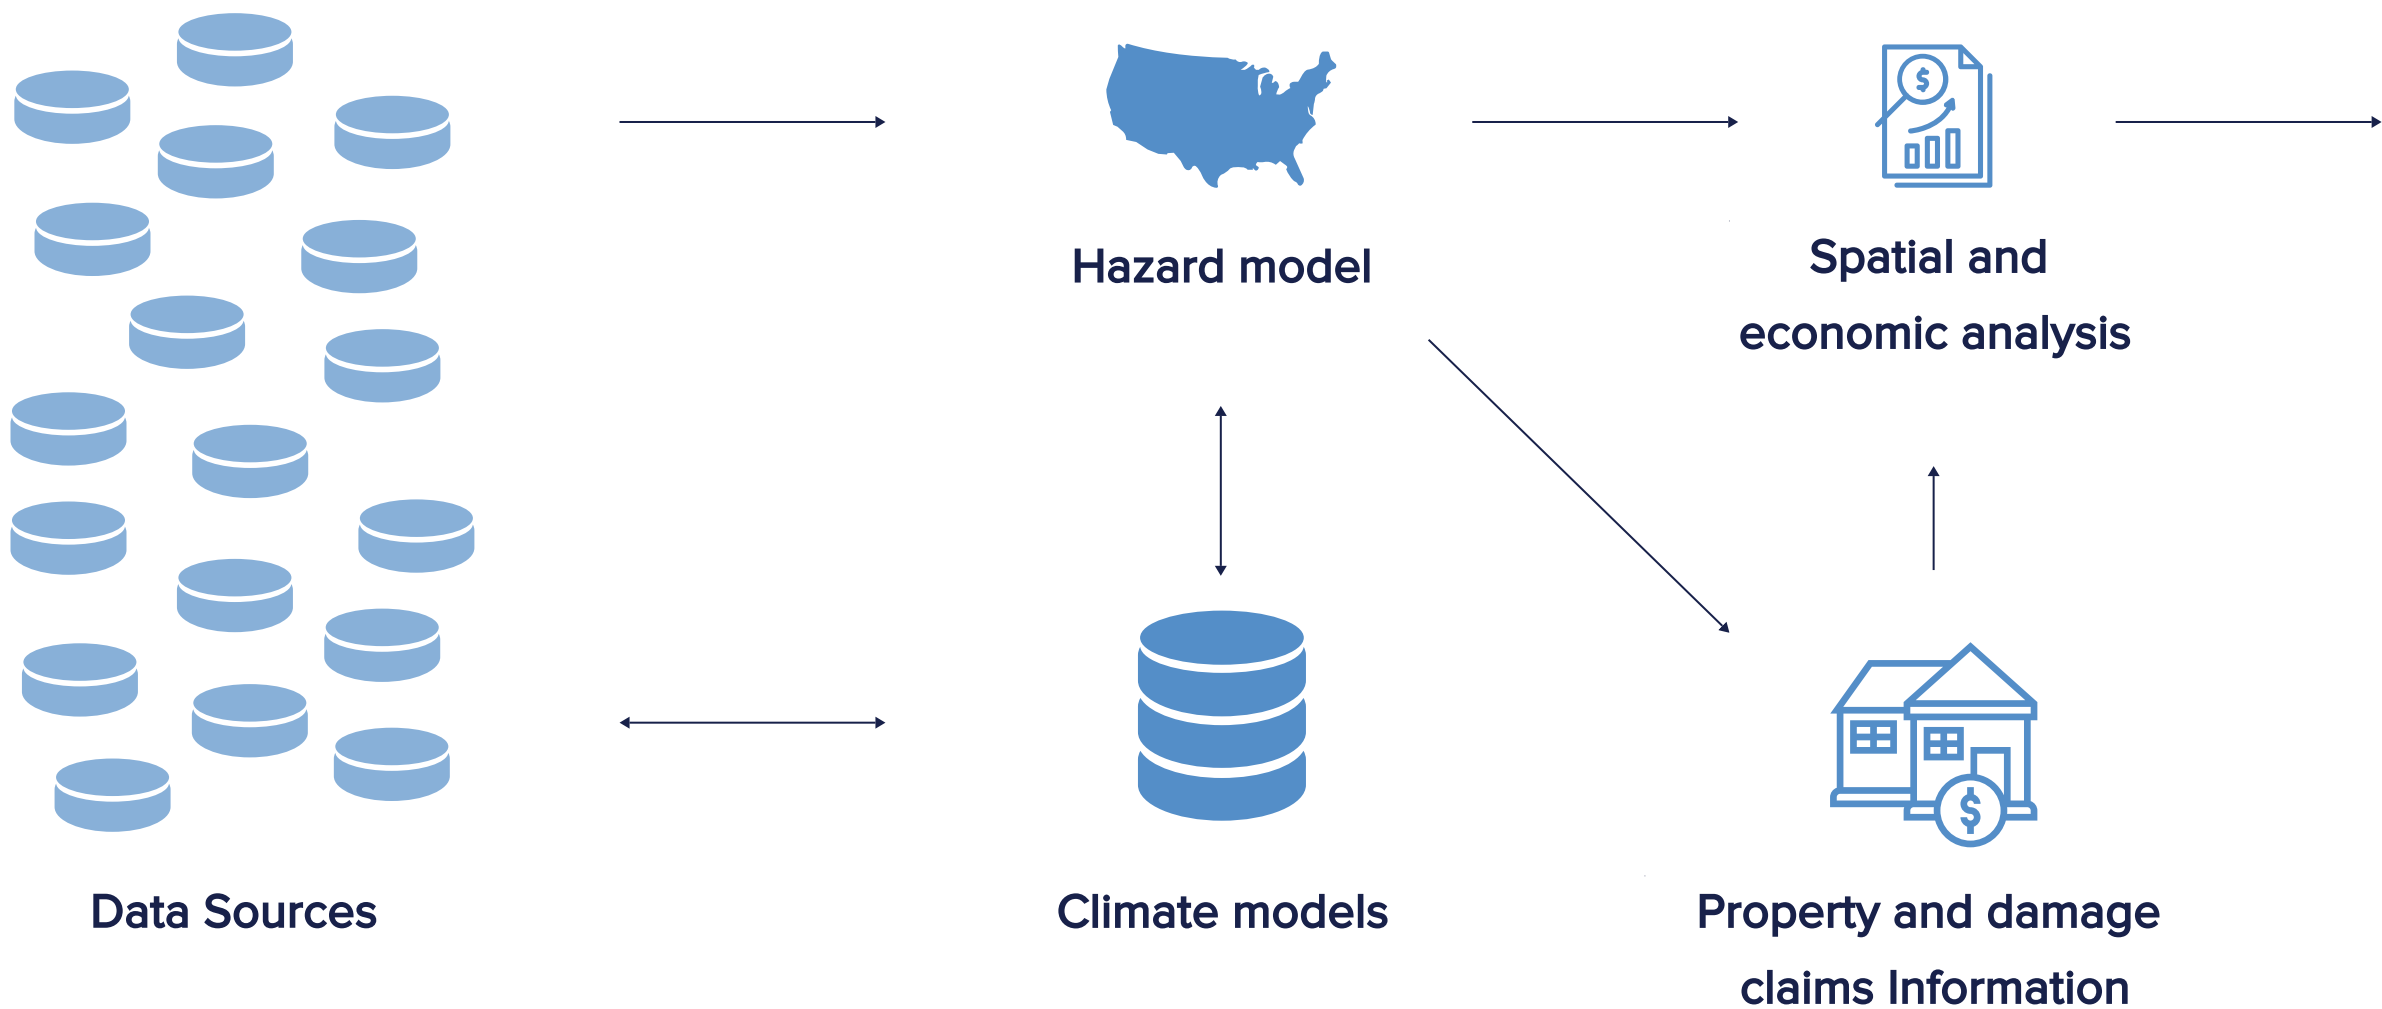 Hazard model
Spatial and
economic analysis
$
Data Sources
Climate models
$
Property and damage
claims Information